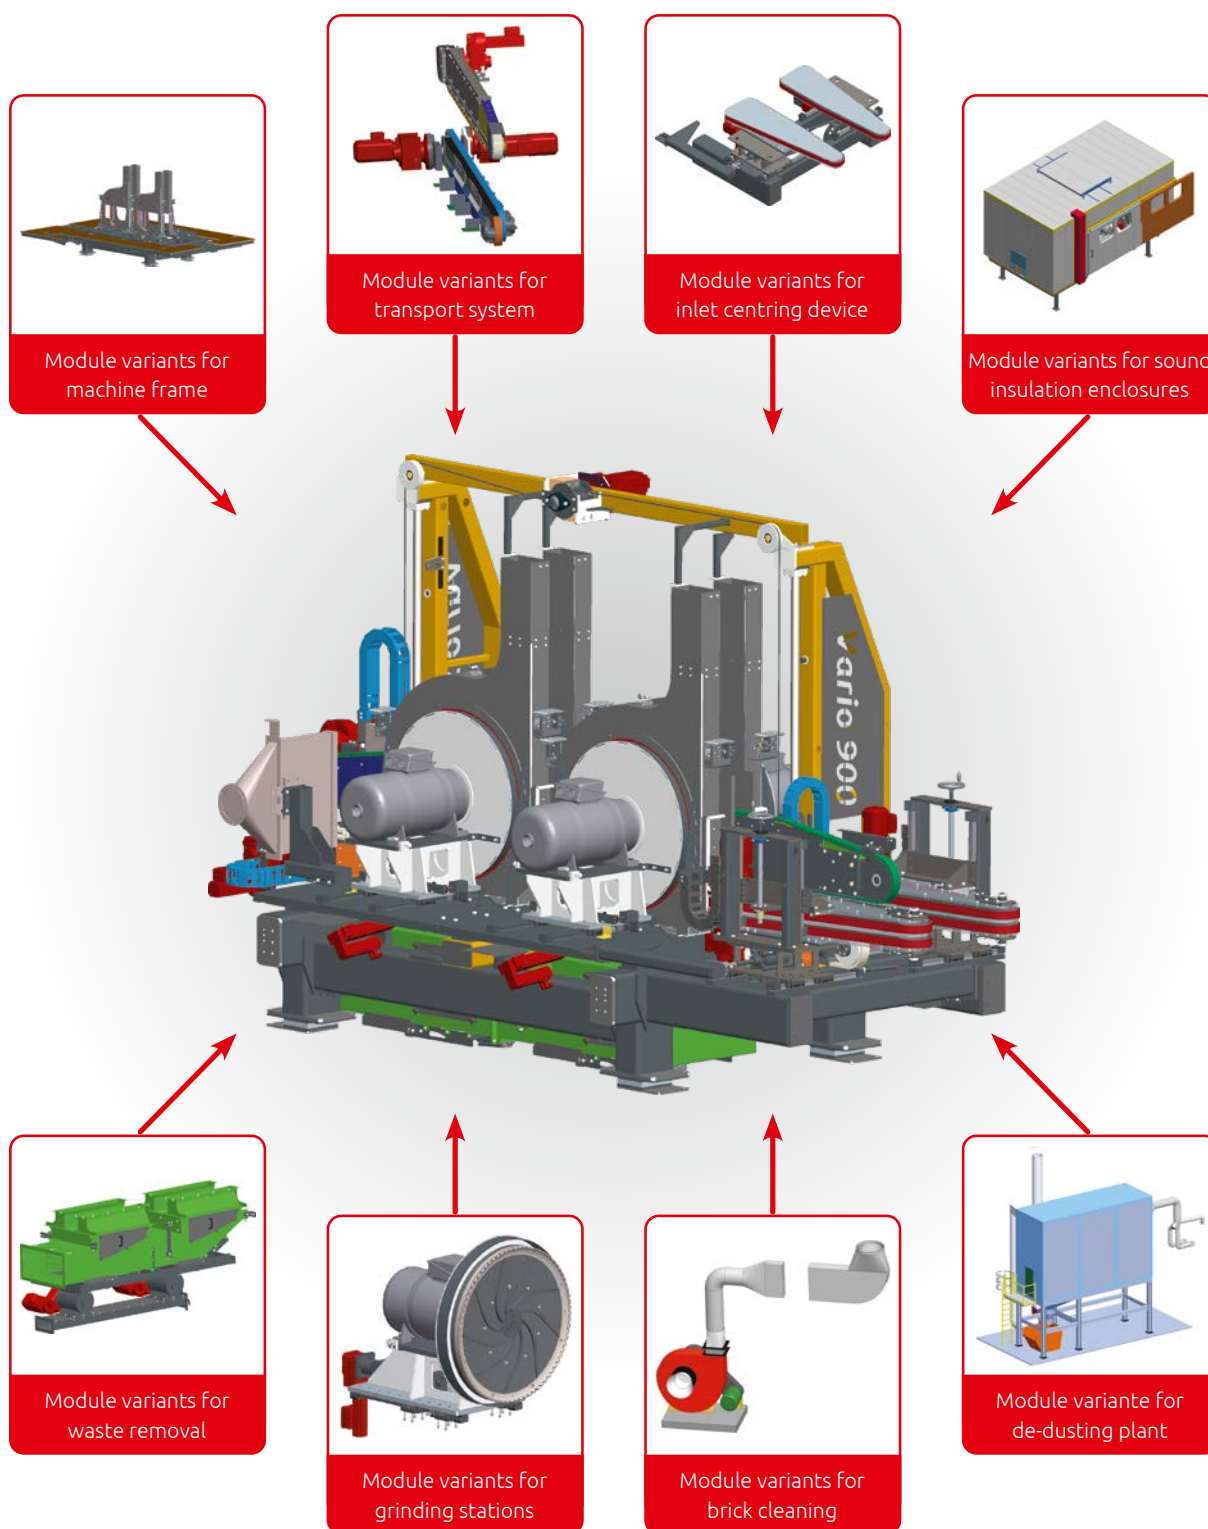 Module variants for
transport system
Module variants for
inlet centring device
Module variants for
machine frame
Module variants for sound
insulation enclosures
Vario 900
Module variants for
waste removal
Module variante for
de-dusting plant
Module variants for
grinding stations
Module variants for
brick cleaning